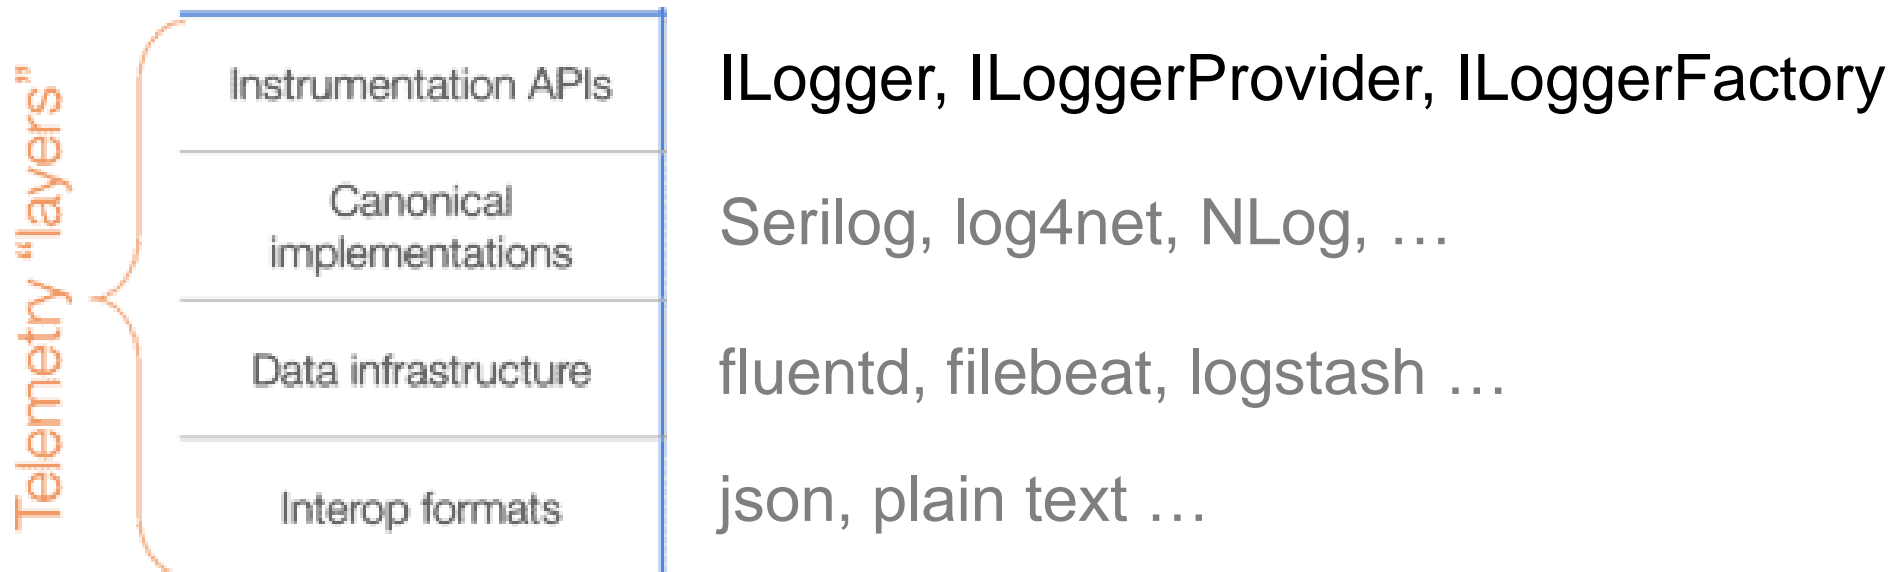 Telemetry “layers”
Instrumentation APIs
ILogger, ILoggerProvider, ILoggerFactory
Canonical
implementations
Serilog, log4net, NLog, …
Data infrastructure
fluentd, filebeat, logstash …
Interop formats
json, plain text …